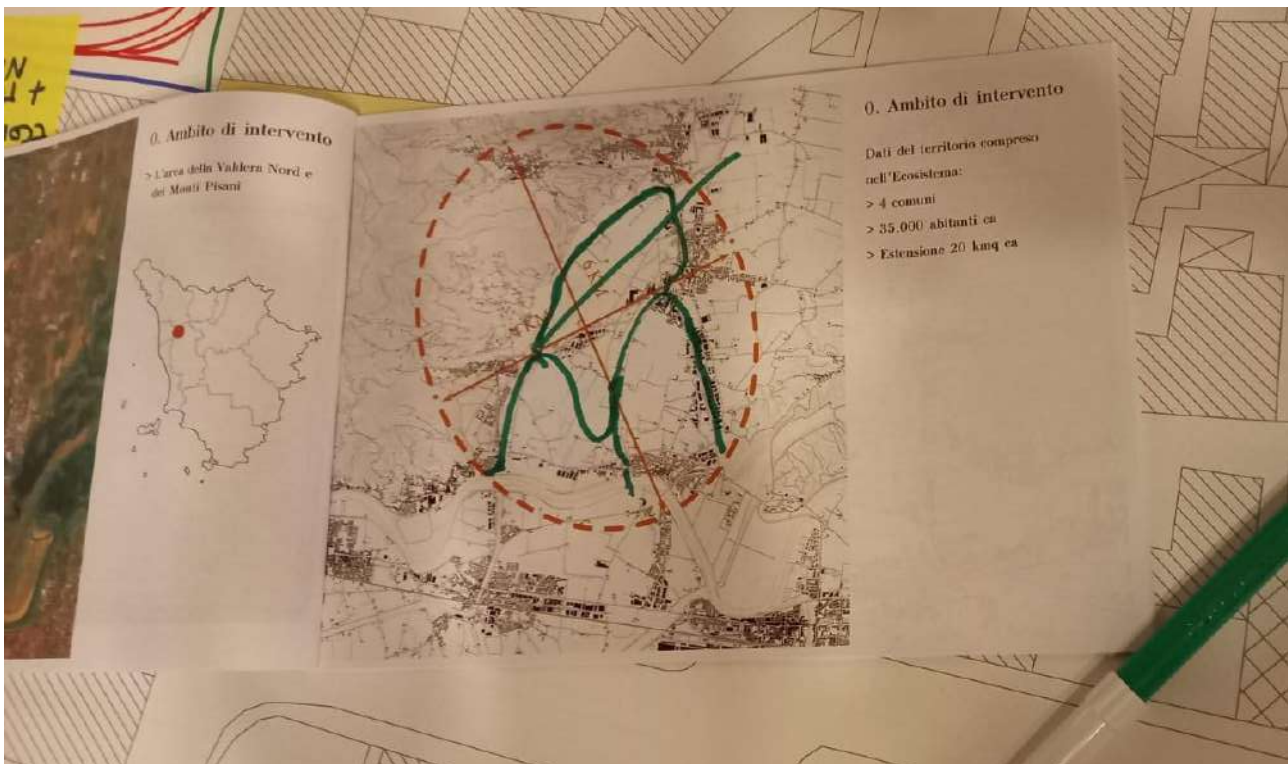 0. Ambito di intervento
> L'area della Valdera Nord e
dei Monti Pisani
6 K
0. Ambito di intervento
Dati del territorio compreso
nell'Ecosistema:
> 4 comuni
> 35.000 abitanti ca
> Estensione 20 kmq ca